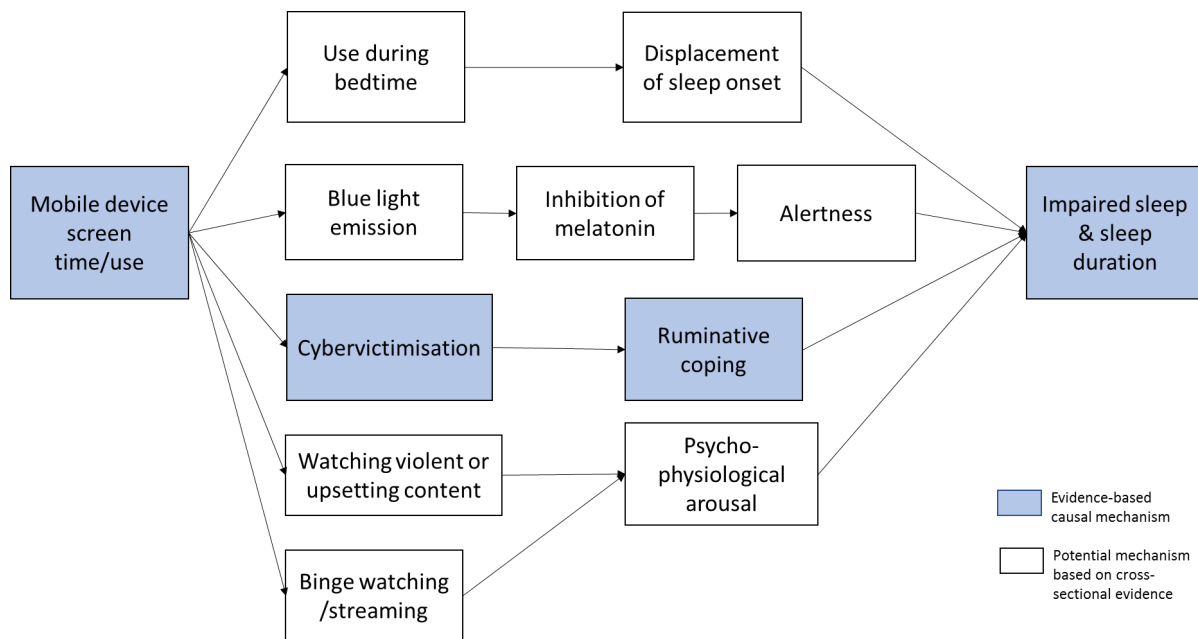 Use during
bedtime
Displacement
of sleep onset
Mobile device
screen
time/use
Blue light
emission
Inhibition of
melatonin
Alertness
Impaired sleep
& sleep
duration
Cybervictimisation
Ruminative
coping
Watching violent or
upsetting content
Psycho-
physiological
arousal
Binge watching
/streaming
Evidence-based
causal mechanism
Potential mechanism
based on cross-
sectional evidence